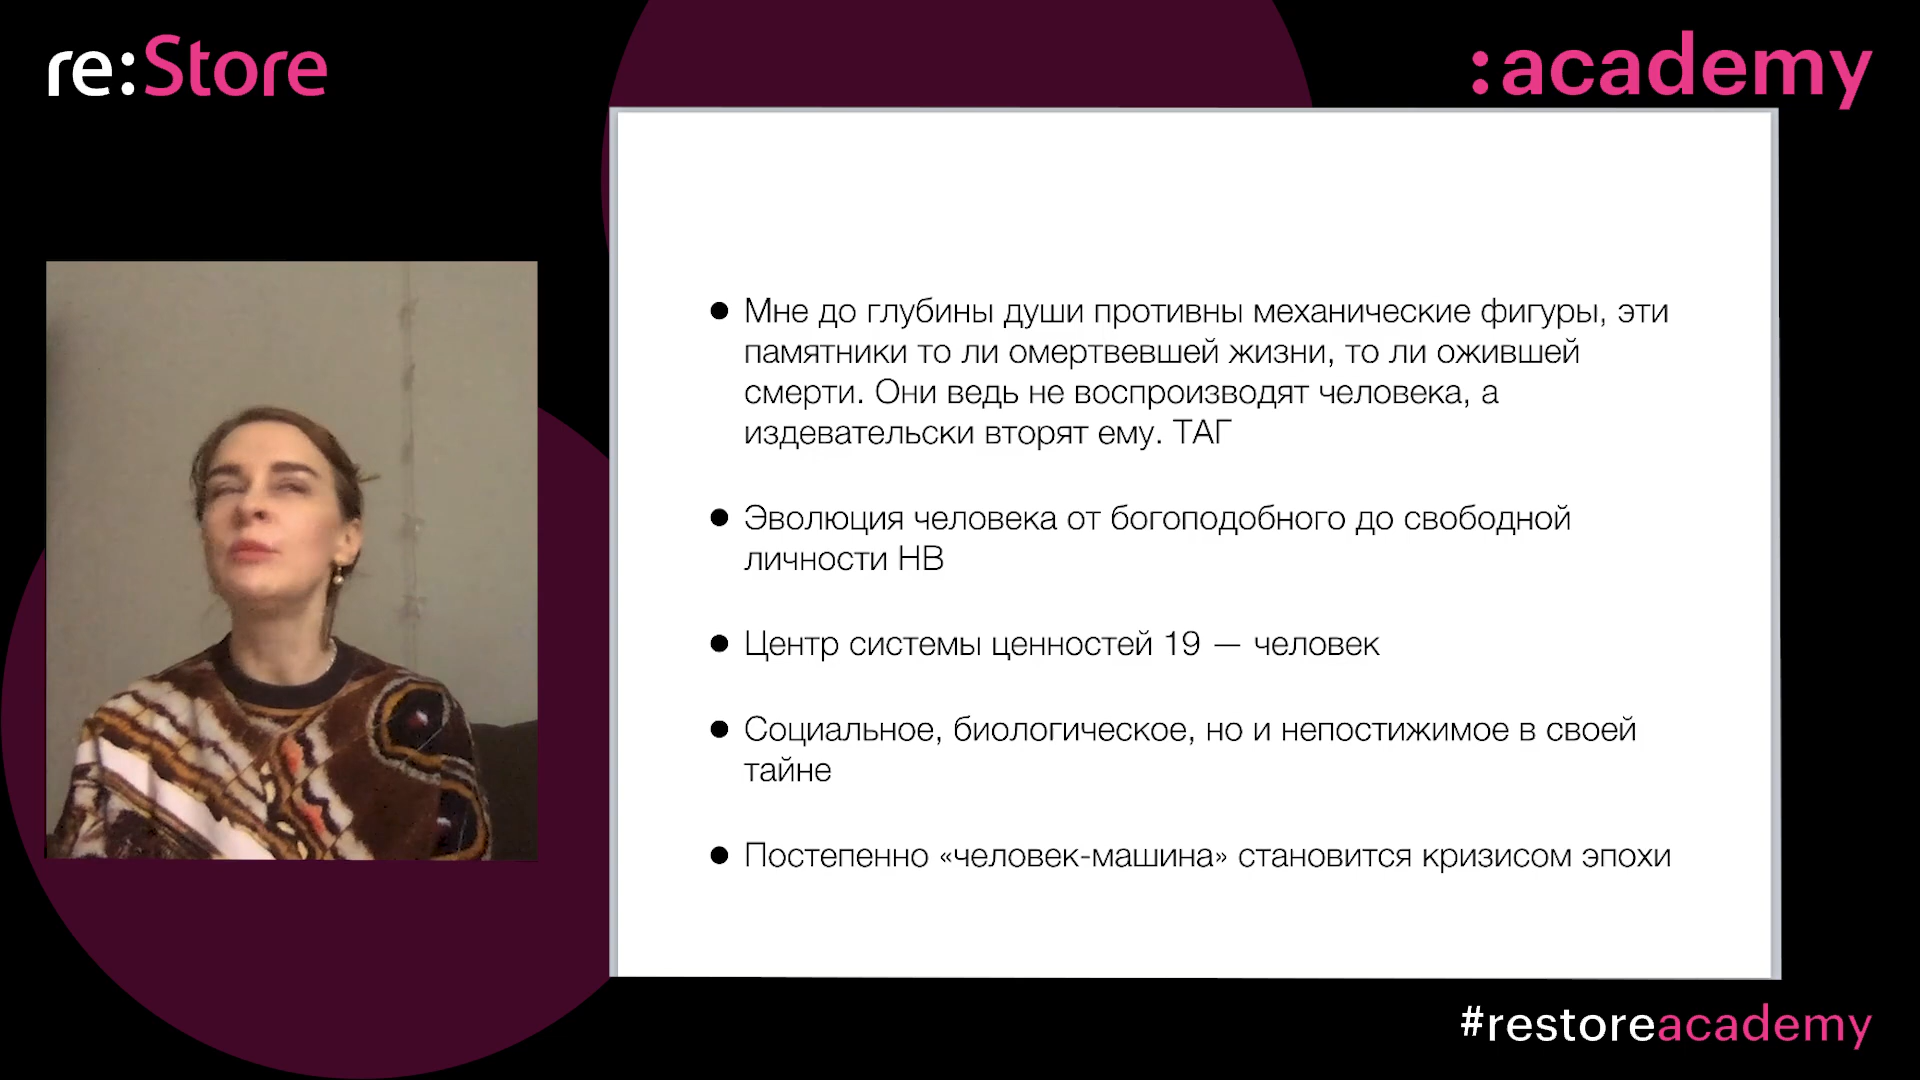 re:Store
:academy
● Мне до глубины души противны механические фигуры, эти
памятники то ли омертвевшей жизни, то ли ожившей
смерти. Они ведь не воспроизводят человека, а
издевательски вторят ему. ТАГ
● Эволюция человека от богоподобного до свободной
личности НВ
● Центр системы ценностей 19 — человек
● Социальное, биологическое, но и непостижимое в своей
тайне
● Постепенно «человек-машина» становится кризисом эпохи
#restoreacademy